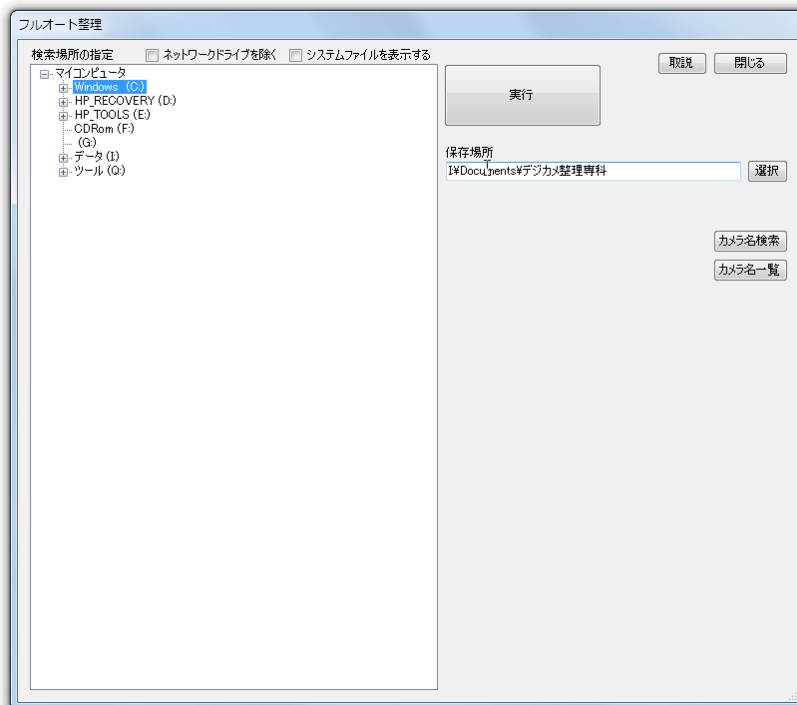 フルオート整理
検索場所の指定 ネットワークドライブを除く システムファイルを表示する
取説 閉じる
マイコンピュータ
Windows (C:)
HP_RECOVERY (D:)
HP_TOOLS (E:)
CDRom (F:)
(G:)
データ (I:)
ツール (Q:)
実行
保存場所
I¥Documents¥デジカメ整理専科
選択
カメラ名検索
カメラ名一覧